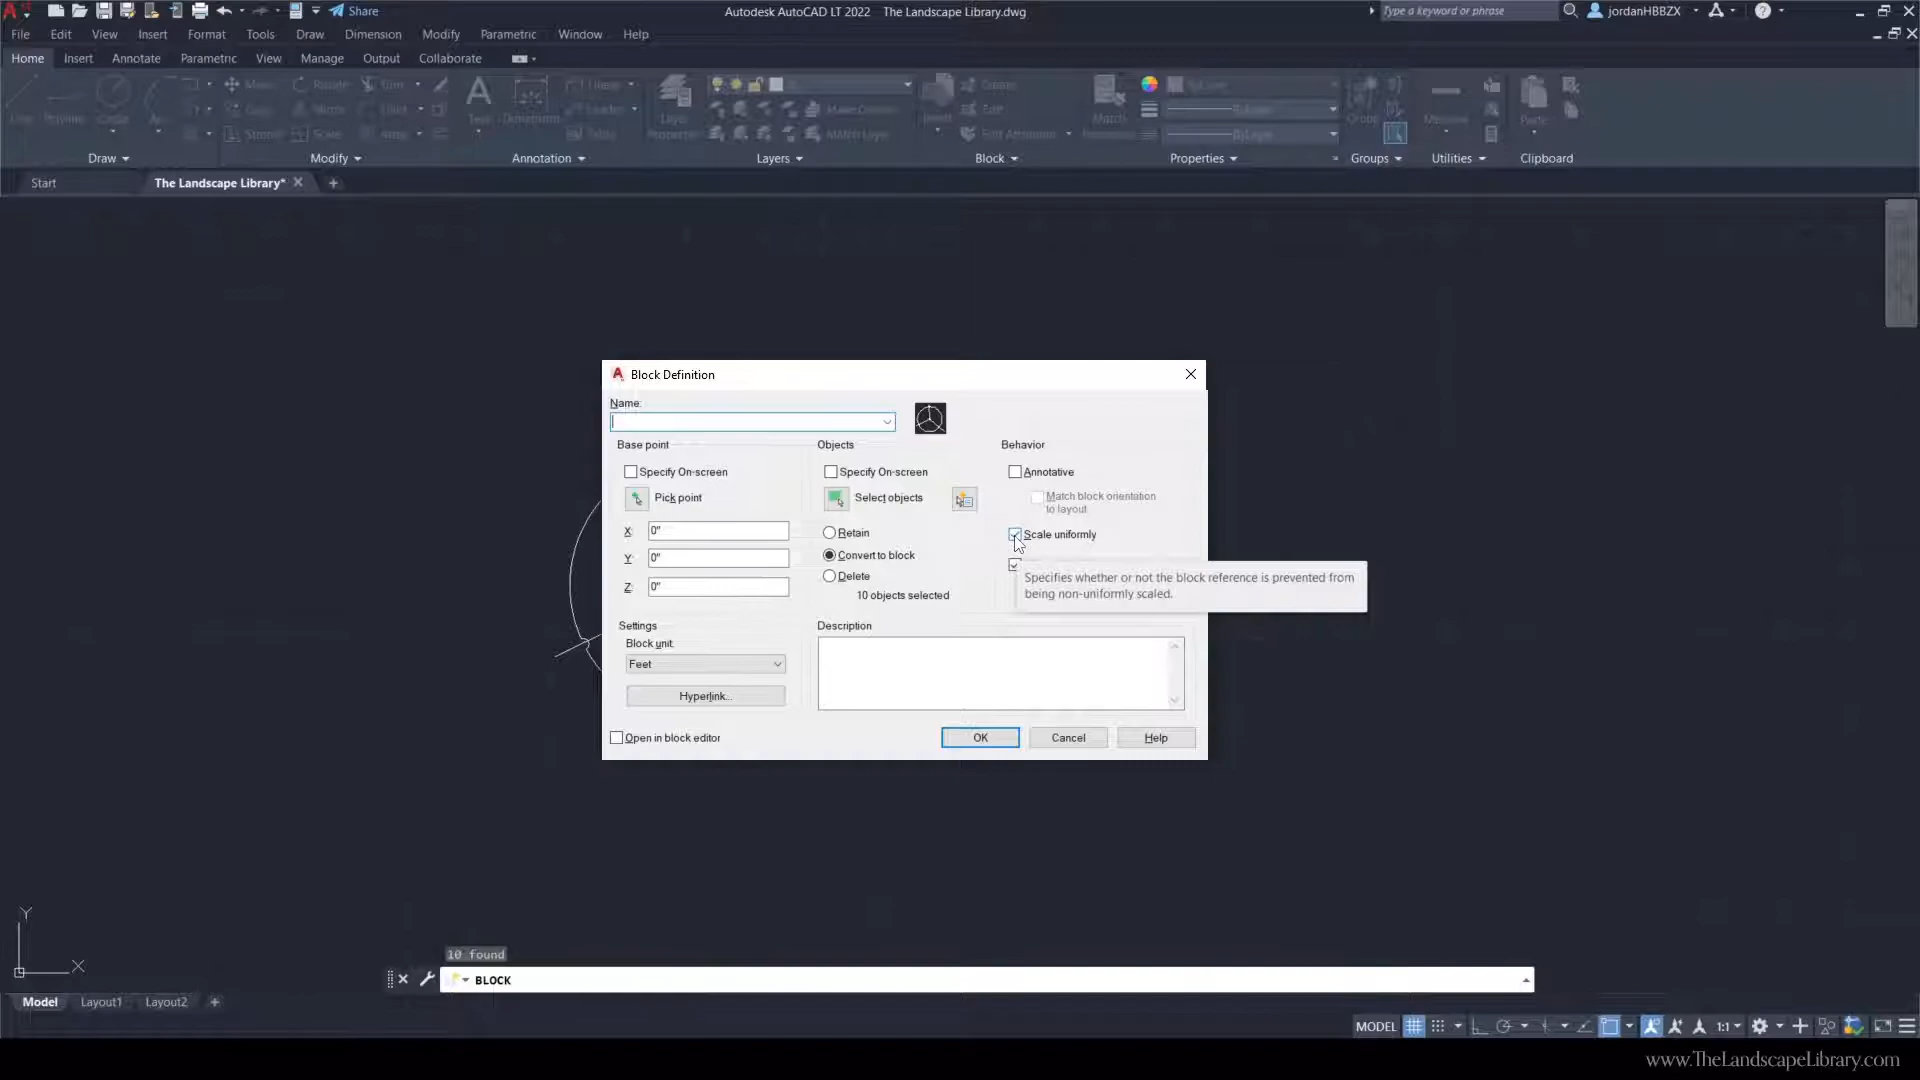 Share
Autodesk AutoCAD LT 2022 The Landscape Library.dwg
Type a keyword or phrase
jordanHBBZX
File Edit View Insert Format Tools Draw Dimension Modify Parametric Window Help
Home Insert Annotate Parametric View Manage Output Collaborate
Draw Modify Annotation Layers Block Properties Groups Utilities Clipboard
Start
The Landscape Library*
Block Definition
Name:
Base point
Objects
Behavior
Specify On-screen
Specify On-screen
Annotative
Pick point
Select objects
Match block orientation
to layout
X: 0"
Retain
Scale uniformly
Y: 0"
Convert to block
Z: 0"
Delete
10 objects selected
Specifies whether or not the block reference is prevented from
being non-uniformly scaled.
Settings
Description
Block unit:
Feet
Hyperlink...
Open in block editor
OK
Cancel
Help
Y
X
10 found
BLOCK
Model Layout1 Layout2
MODEL
1:1
www.TheLandscapeLibrary.com